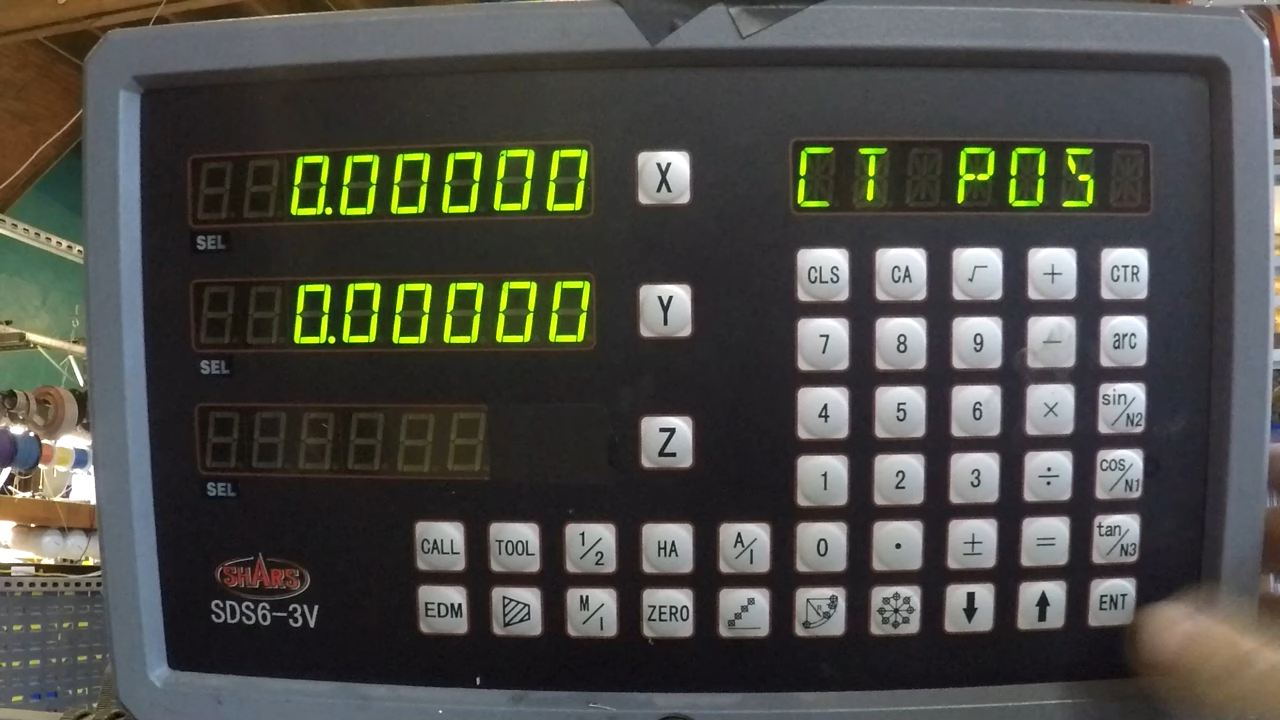 0.00000 X CT POS
SEL
CLS CA √ + CTR
0.00000 Y
7 8 9 − arc
SEL
4 5 6 × sin/N2
Z
SEL
1 2 3 ÷ cos/N1
CALL TOOL 1/2 HA A/I 0 . ± = tan/N3
SHARS
SDS6-3V
EDM M/I ZERO ⬇ ⬆ ENT